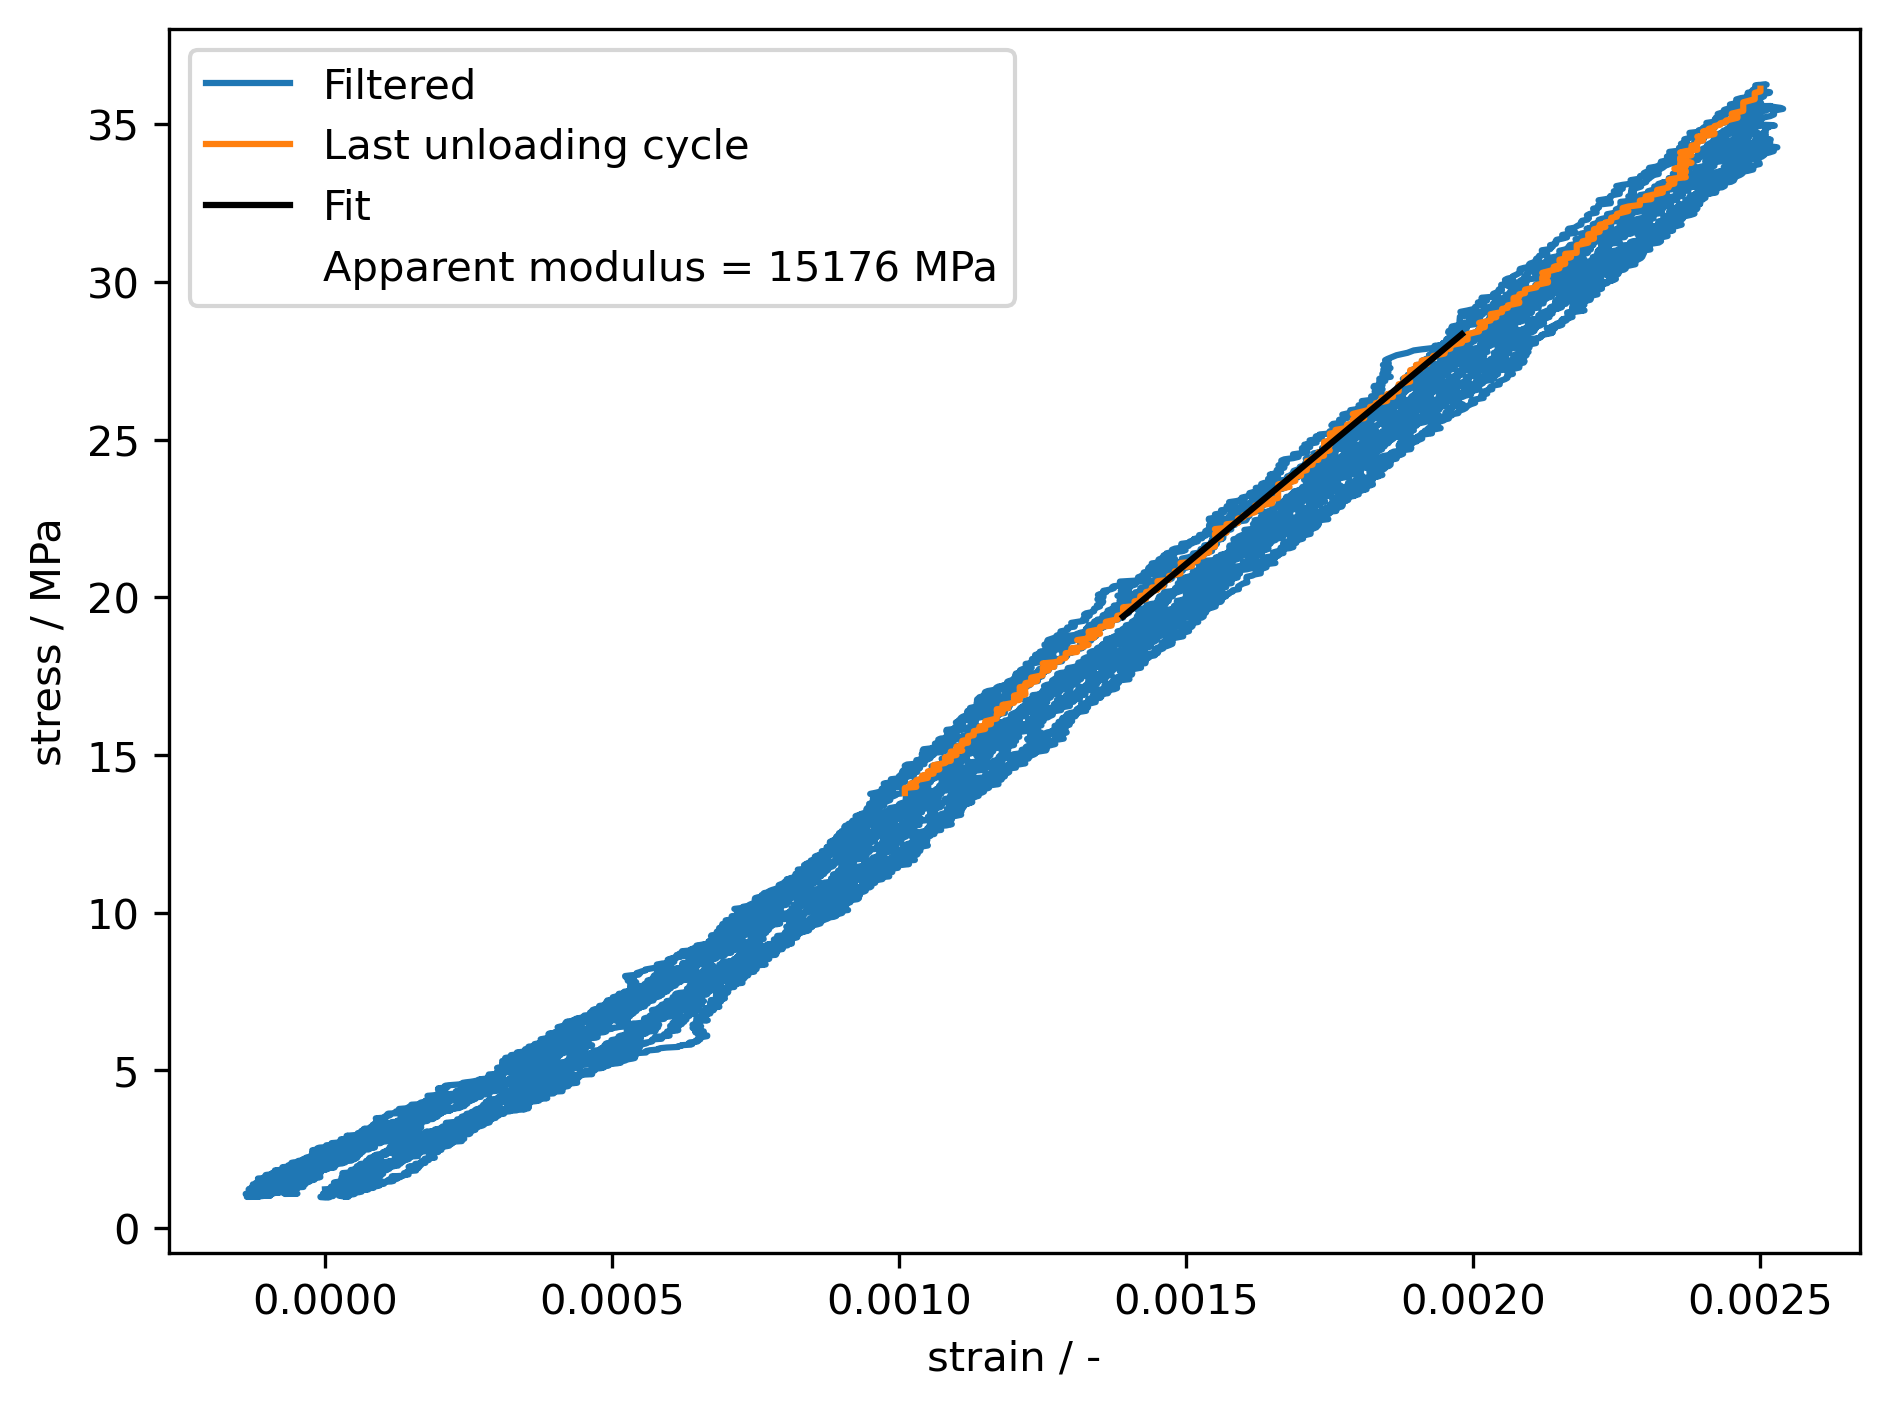 Filtered
Last unloading cycle
Fit
Apparent modulus = 15176 MPa
35
30
25
20
15
10
5
0
stress / MPa
0.0000 0.0005 0.0010 0.0015 0.0020 0.0025
strain / -